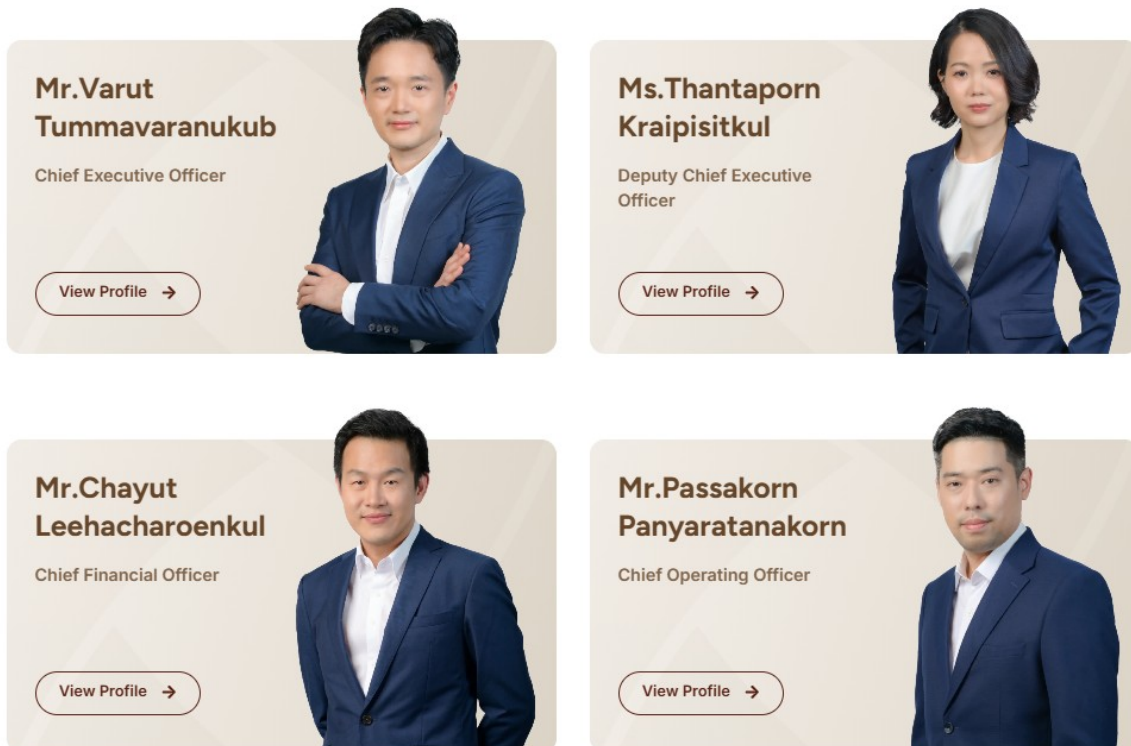 Mr.Varut
Tummavaranukub
Chief Executive Officer
View Profile →
Ms.Thantaporn
Kraipisitkul
Deputy Chief Executive
Officer
View Profile →
Mr.Chayut
Leehacharoenkul
Chief Financial Officer
View Profile →
Mr.Passakorn
Panyaratanakorn
Chief Operating Officer
View Profile →